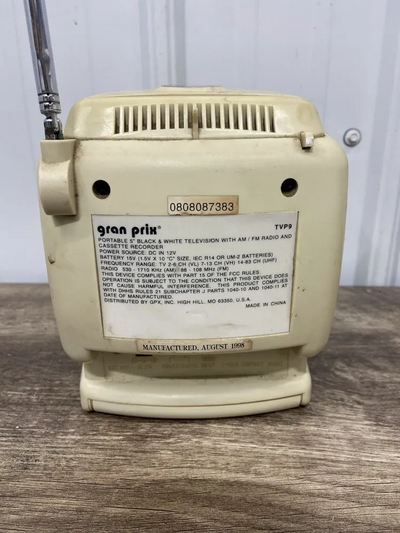 0808087383
gran prix TVP9
PORTABLE 5" BLACK & WHITE TELEVISION WITH AM / FM RADIO AND
CASSETTE RECORDER
POWER SOURCE: DC IN 12V
BATTERY 15V (1.5V X 10 "C" SIZE, IEC R14 OR UM-2 BATTERIES)
FREQUENCY RANGE: TV 2-6 CH (VL) 7-13 CH (VH) 14-83 CH (UHF)
RADIO 530 - 1710 KHz (AM) / 88 - 108 MHz (FM)
THIS DEVICE COMPLIES WITH PART 15 OF THE FCC RULES.
OPERATION IS SUBJECT TO THE CONDITION THAT THIS DEVICE DOES
NOT CAUSE HARMFUL INTERFERENCE. THIS PRODUCT COMPLIES
WITH DHHS RULES 21 SUBCHAPTER J PARTS 1040-10 AND 1040-11 AT
DATE OF MANUFACTURE.
DISTRIBUTED BY GPX, INC. HIGH HILL, MO 63350, U.S.A.
MADE IN CHINA
MANUFACTURED, AUGUST 1998